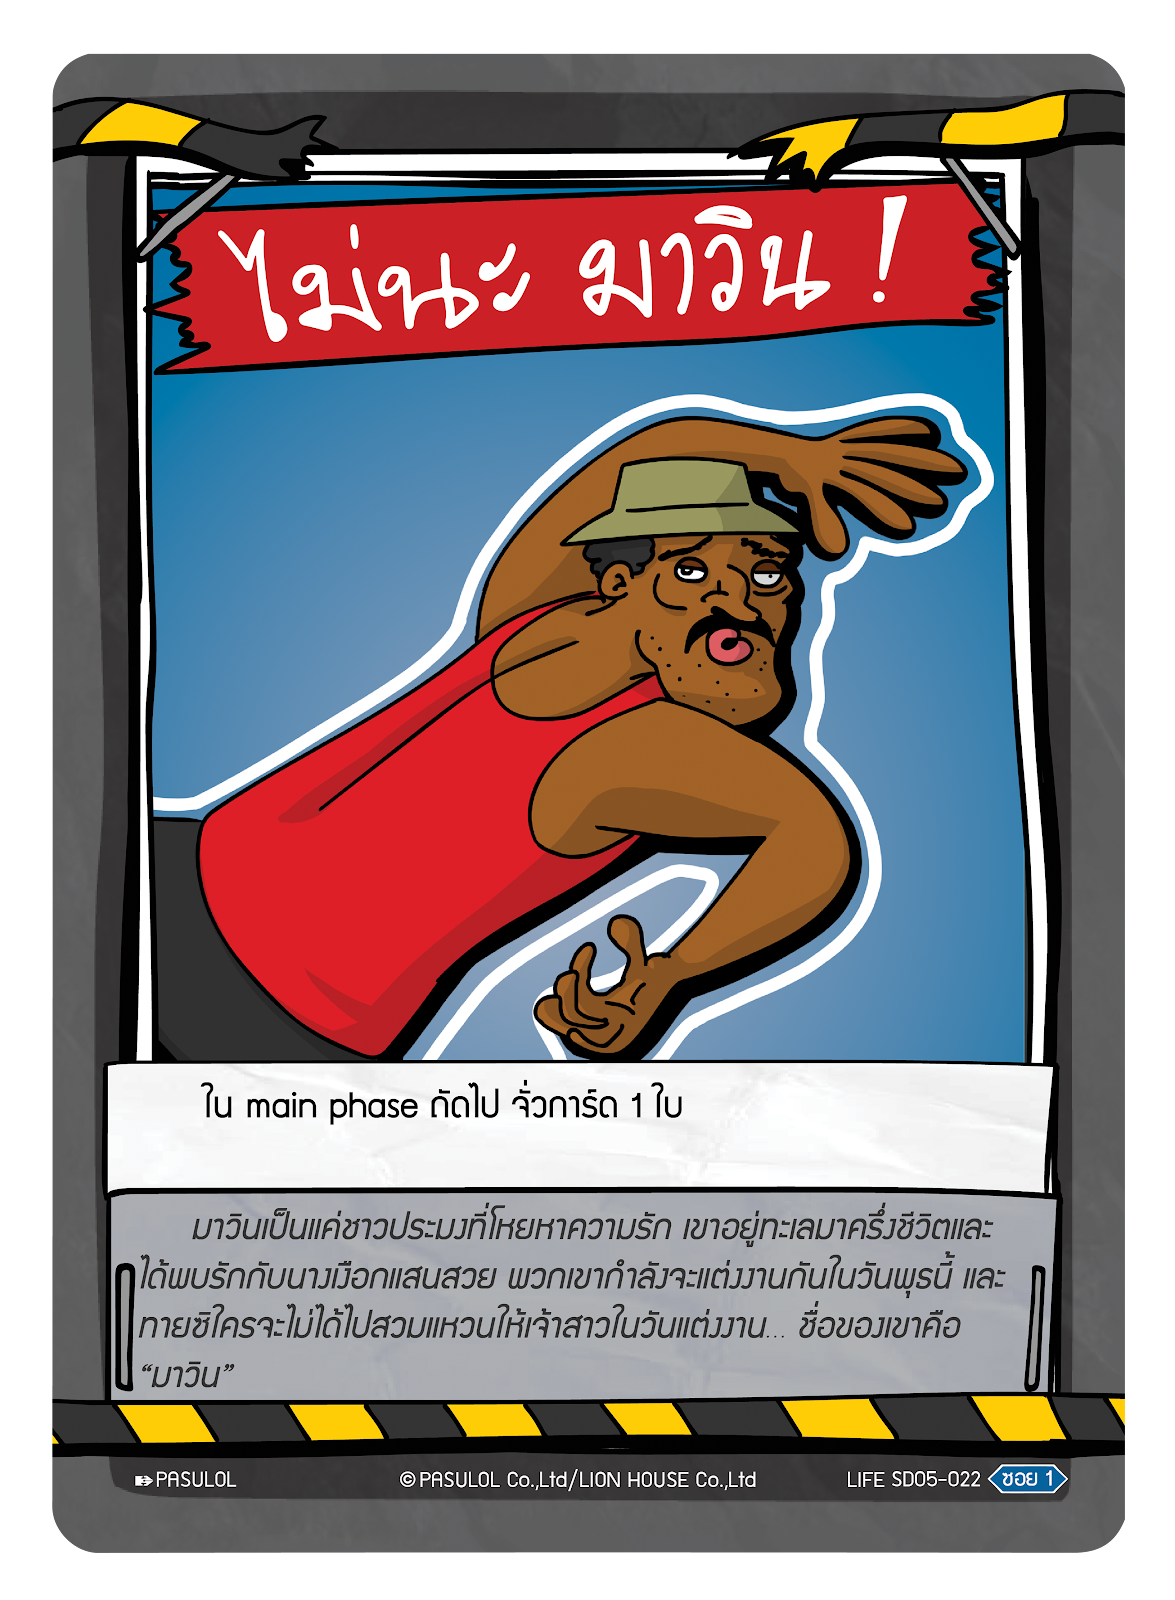 ไม่นะ มาวิน !
ใน main phase ถัดไป จั่วการ์ด 1 ใบ
มาวินเป็นแค่ชาวประมงที่โหยหาความรัก เขาอยู่ทะเลมาครึ่งชีวิตและ
ได้พบรักกับนางเงือกแสนสวย พวกเขากำลังจะแต่งงานกันในวันพุธนี้ และ
ทายซิใครจะไม่ได้ไปสวมแหวนให้เจ้าสาวในวันแต่งงาน... ชื่อของเขาคือ
“มาวิน”
PASULOL ©PASULOL Co.,Ltd/LION HOUSE Co.,Ltd LIFE SD05-022 ซอย 1